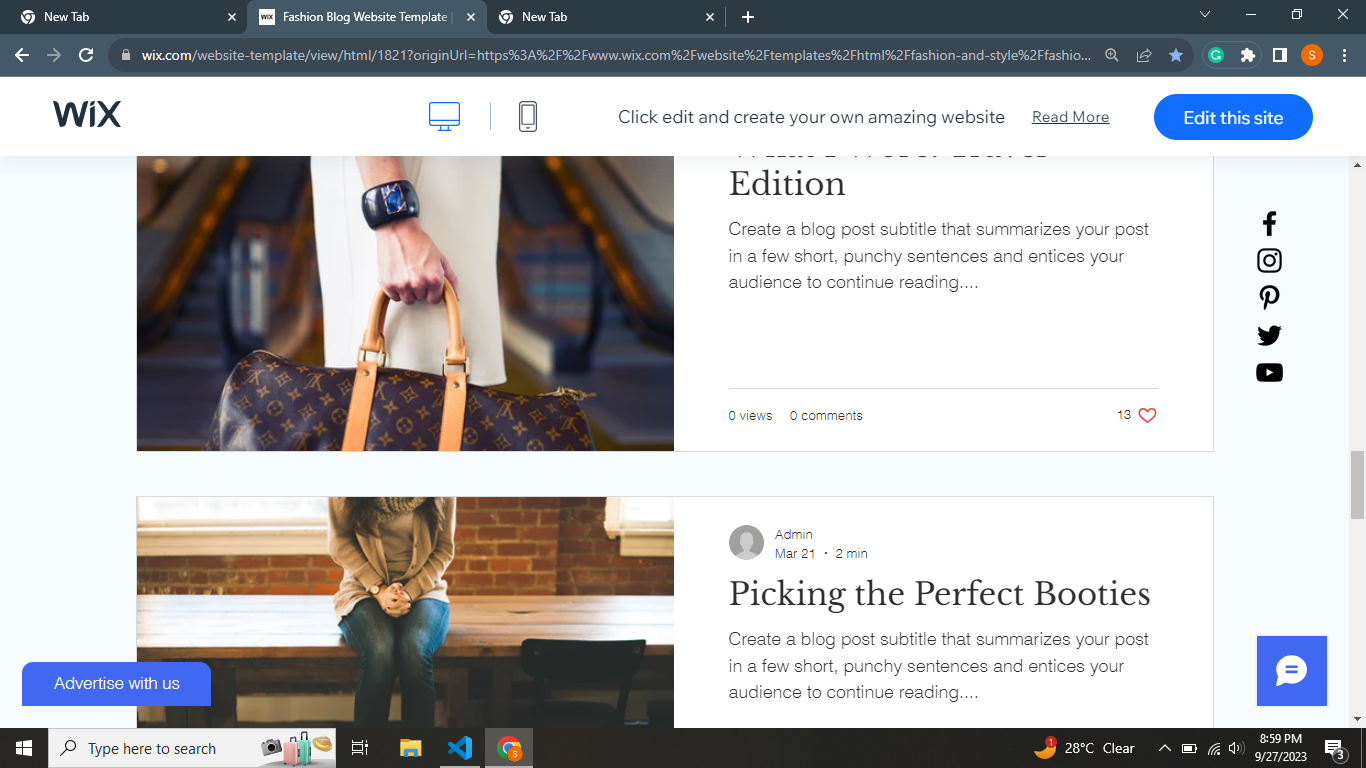 New Tab
WIX
Fashion Blog Website Template |
New Tab
wix.com/website-template/view/html/1821?originUrl=https%3A%2F%2Fwww.wix.com%2Fwebsite%2Ftemplates%2Fhtml%2Ffashion-and-style%2Ffashio...
G
S
WiX
Click edit and create your own amazing website
Read More
Edit this site
Edition
Create a blog post subtitle that summarizes your post
in a few short, punchy sentences and entices your
audience to continue reading....
0 views 0 comments
13
Admin
Mar 21 · 2 min
Picking the Perfect Booties
Create a blog post subtitle that summarizes your post
in a few short, punchy sentences and entices your
audience to continue reading....
Advertise with us
Type here to search
S
1
28°C Clear
8:59 PM
9/27/2023
3